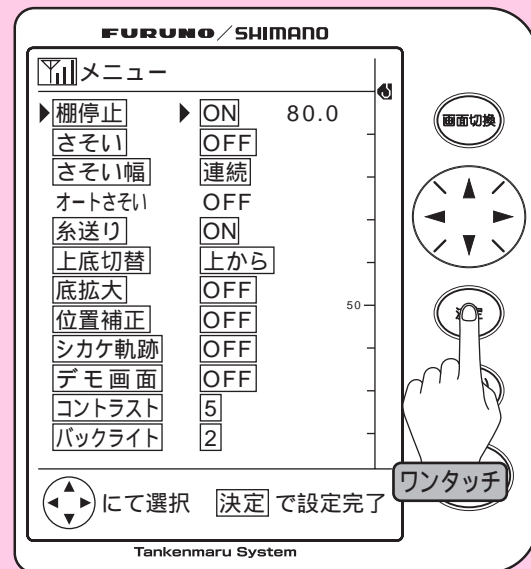 FURUNO/SHIMANO
メニュー
棚停止 ON 80.0
さそい OFF
さそい幅 連続
オートさそい OFF
糸送り ON
上底切替 上から
底拡大 OFF
位置補正 OFF
シカケ軌跡 OFF
デモ画面 OFF
コントラスト 5
バックライト 2
50
にて選択 決定 で設定完了
画面切換
ワンタッチ
Tankenmaru System